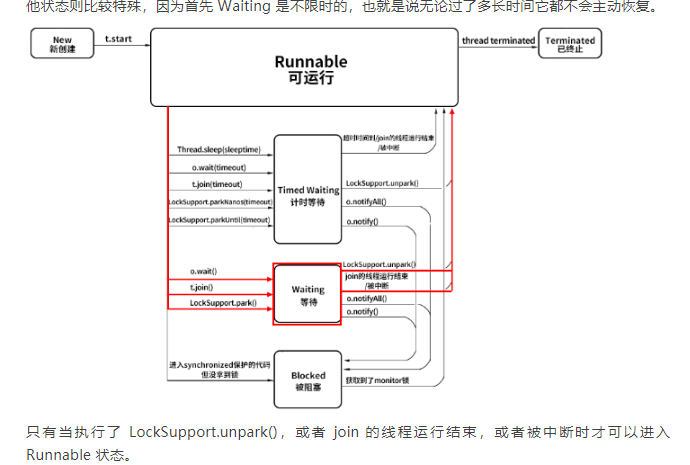 他状态则比较特殊，因为首先 Waiting 是不限时的，也就是说无论过了多长时间它都不会主动恢复。
New
新创建
t.start
Runnable
可运行
thread terminated
Terminated
已终止
Thread.sleep(sleeptime)
o.wait(timeout)
t.join(timeout)
LockSupport.parkNanos(timeout)
LockSupport.parkUntil(timeout)
Timed Waiting
计时等待
超时时间到/join的线程运行结束
/被中断
LockSupport.unpark()
o.notifyAll()
o.notify()
o.wait()
t.join()
LockSupport.park()
Waiting
等待
LockSupport.unpark()
join的线程运行结束
/被中断
o.notifyAll()
o.notify()
进入synchronized保护的代码
但没拿到锁
Blocked
被阻塞
获取到了monitor锁
只有当执行了 LockSupport.unpark()，或者 join 的线程运行结束，或者被中断时才可以进入
Runnable 状态。